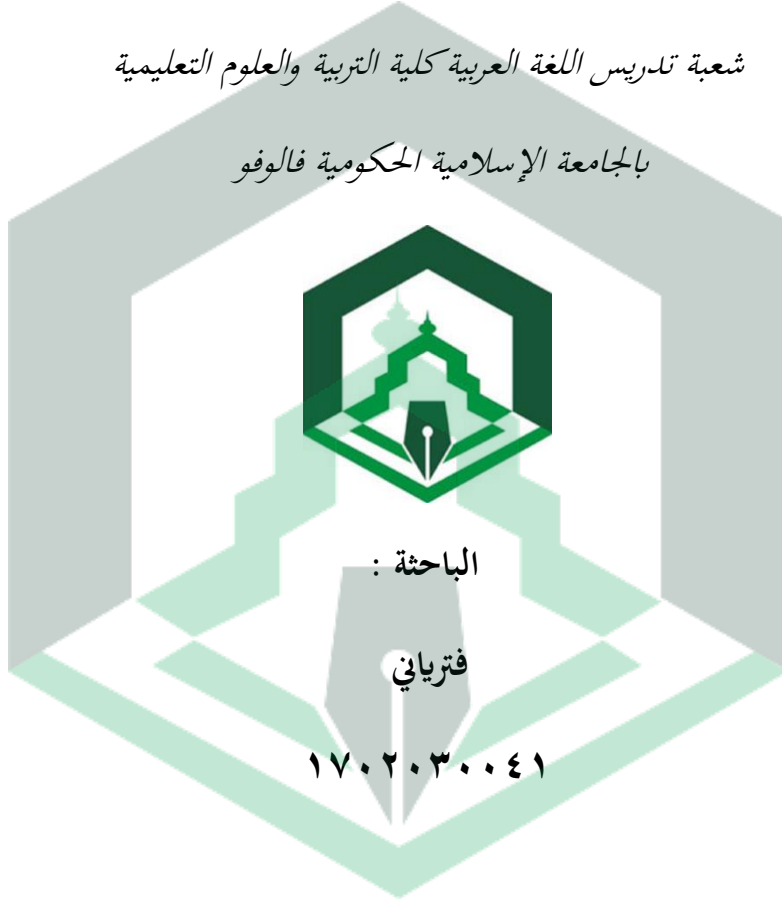 شعبة تدريس اللغة العربية كلية التربية والعلوم التعليمية
بالجامعة الإسلامية الحكومية فالوفو
الباحثة :
فترياني
١٧٠٢٠٣٠٠٤١